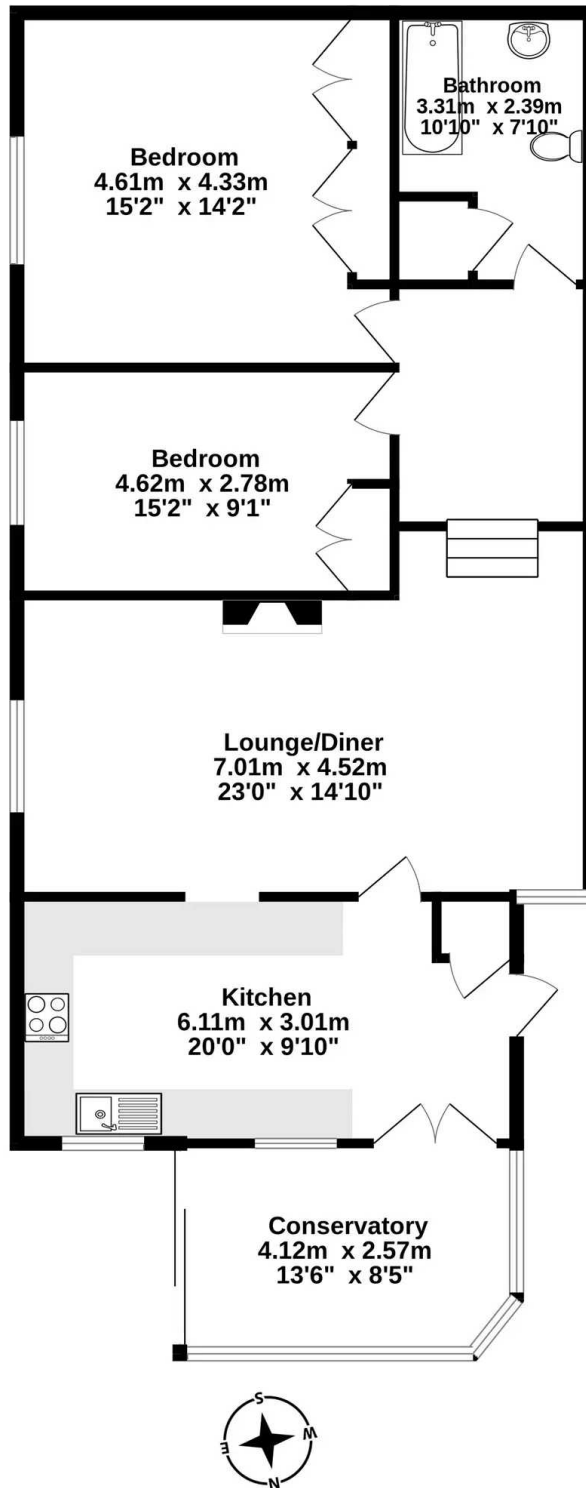 Bathroom
3.31m x 2.39m
10'10" x 7'10"
Bedroom
4.61m x 4.33m
15'2" x 14'2"
Bedroom
4.62m x 2.78m
15'2" x 9'1"
Lounge/Diner
7.01m x 4.52m
23'0" x 14'10"
Kitchen
6.11m x 3.01m
20'0" x 9'10"
Conservatory
4.12m x 2.57m
13'6" x 8'5"
S
W
E
N